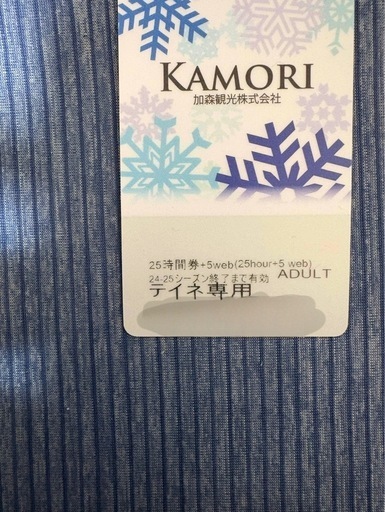 KAMORI
加森観光株式会社
25時間券+5web(25hour+5 web)
24-25シーズン終了まで有効 ADULT
テイネ専用